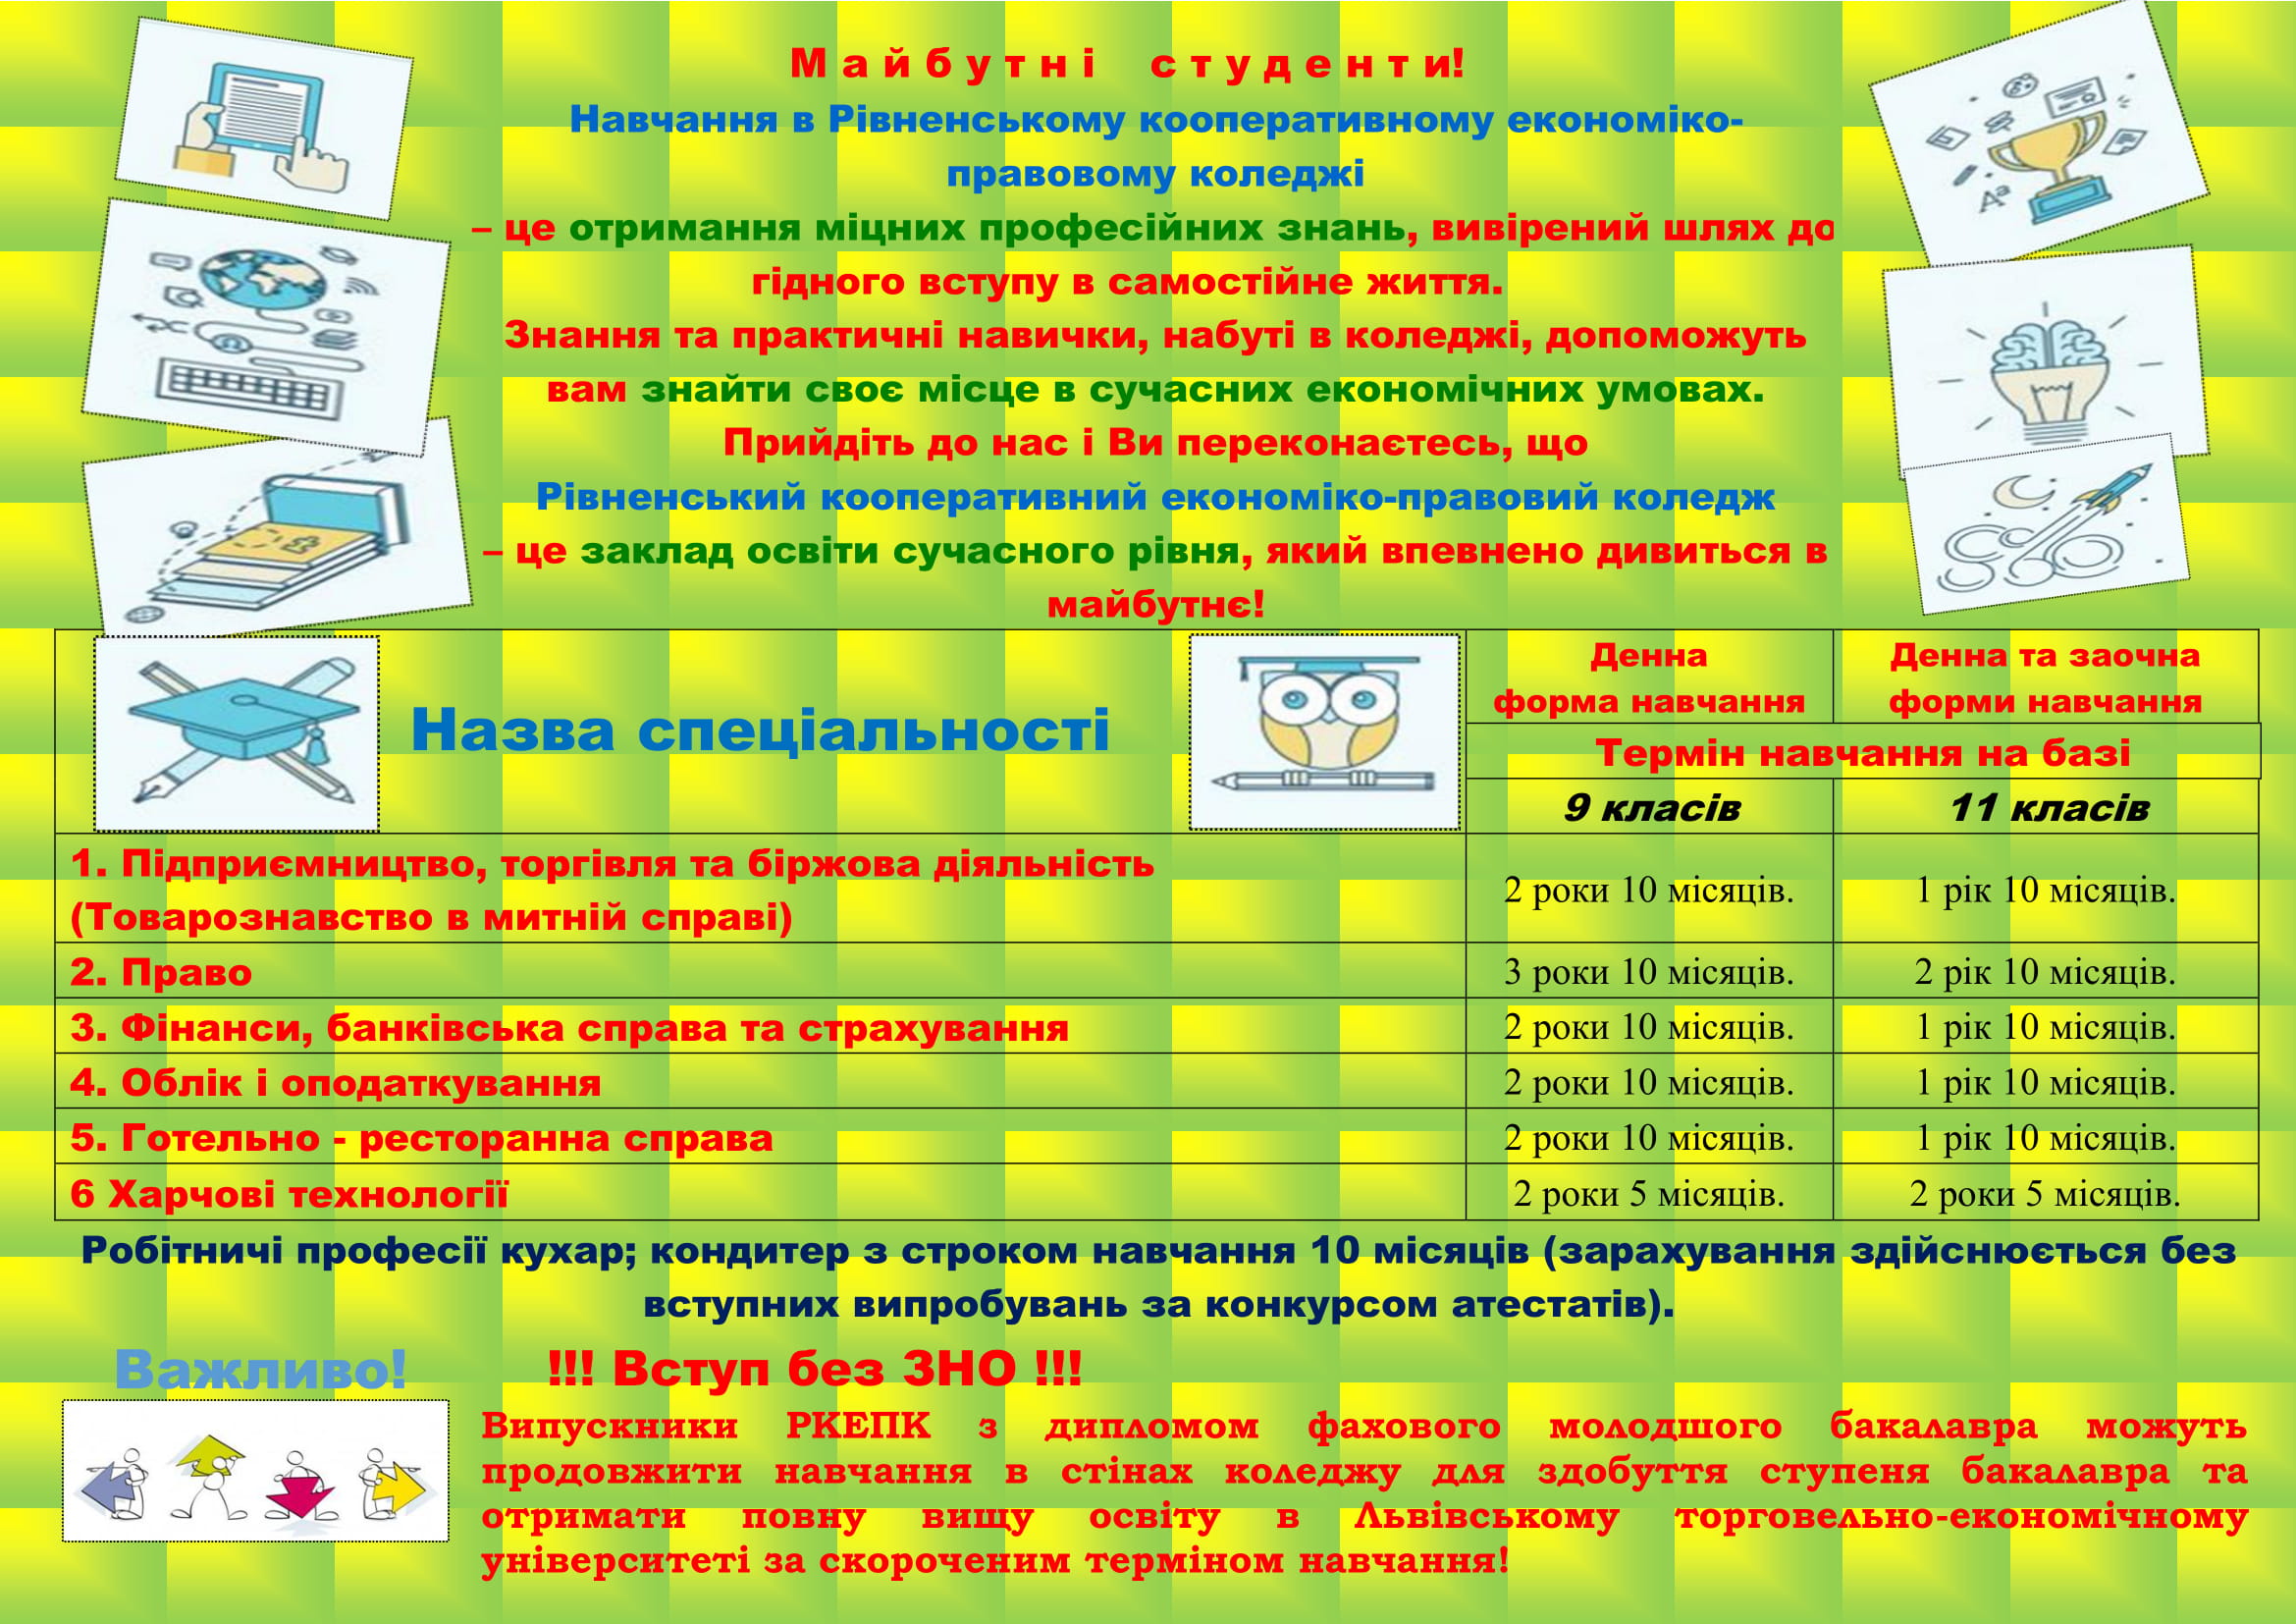 Майбутні студенти!
Навчання в Рівненському кооперативному економіко-
правовому коледжі
– це отримання міцних професійних знань, вивірений шлях до
гідного вступу в самостійне життя.
Знання та практичні навички, набуті в коледжі, допоможуть
вам знайти своє місце в сучасних економічних умовах.
Прийдіть до нас і Ви переконаєтесь, що
Рівненський кооперативний економіко-правовий коледж
– це заклад освіти сучасного рівня, який впевнено дивиться в
майбутнє!
Назва спеціальності
Денна
форма навчання
Денна та заочна
форми навчання
Термін навчання на базі
9 класів 11 класів
1. Підприємництво, торгівля та біржова діяльність
(Товарознавство в митній справі)
2 роки 10 місяців. 1 рік 10 місяців.
2. Право 3 роки 10 місяців. 2 рік 10 місяців.
3. Фінанси, банківська справа та страхування 2 роки 10 місяців. 1 рік 10 місяців.
4. Облік і оподаткування 2 роки 10 місяців. 1 рік 10 місяців.
5. Готельно - ресторанна справа 2 роки 10 місяців. 1 рік 10 місяців.
6 Харчові технології 2 роки 5 місяців. 2 роки 5 місяців.
Робітничі професії кухар; кондитер з строком навчання 10 місяців (зарахування здійснюється без
вступних випробувань за конкурсом атестатів).
Важливо! !!! Вступ без ЗНО !!!
Випускники РКЕПК з дипломом фахового молодшого бакалавра можуть
продовжити навчання в стінах коледжу для здобуття ступеня бакалавра та
отримати повну вищу освіту в Львівському торговельно-економічному
університеті за скороченим терміном навчання!